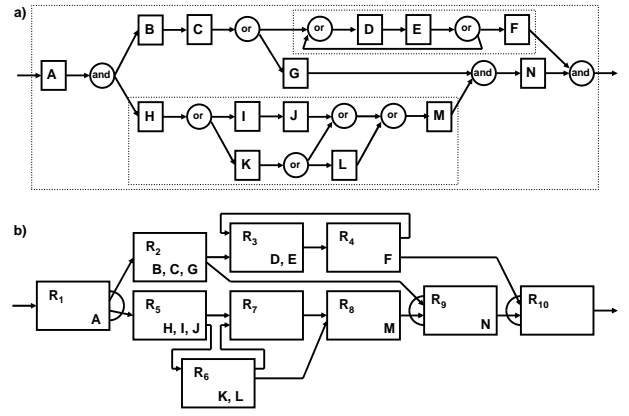 a)
B C or or D E or F
A and G and N and
H or I J or or M
K or L
b)
R3 D, E R4 F
R2 B, C, G
R1 A
R5 H, I, J R7 R8 M R9 N R10
R6 K, L